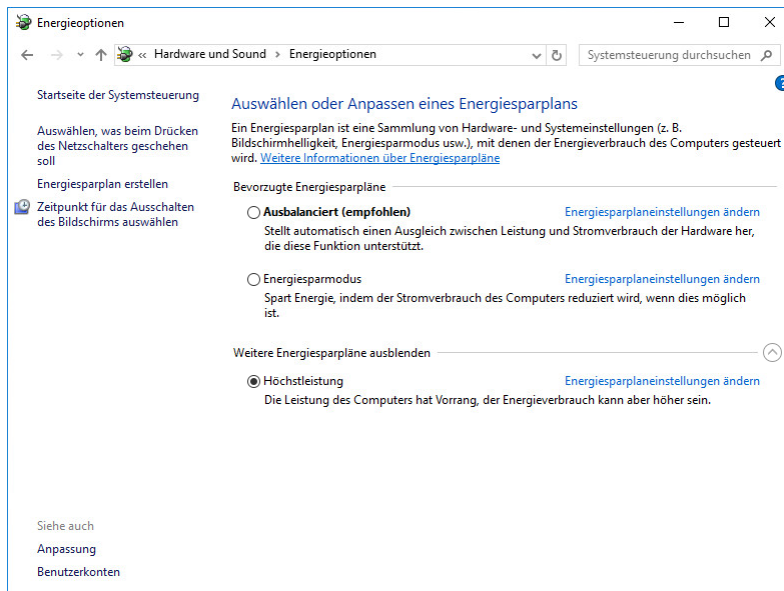 Energieoptionen
« Hardware und Sound › Energieoptionen
Systemsteuerung durchsuchen
Startseite der Systemsteuerung
Auswählen, was beim Drücken
des Netzschalters geschehen
soll
Energiesparplan erstellen
Zeitpunkt für das Ausschalten
des Bildschirms auswählen
Auswählen oder Anpassen eines Energiesparplans
Ein Energiesparplan ist eine Sammlung von Hardware- und Systemeinstellungen (z. B.
Bildschirmhelligkeit, Energiesparmodus usw.), mit denen der Energieverbrauch des Computers gesteuert
wird. Weitere Informationen über Energiesparpläne
Bevorzugte Energiesparpläne
Ausbalanciert (empfohlen) Energiesparplaneinstellungen ändern
Stellt automatisch einen Ausgleich zwischen Leistung und Stromverbrauch der Hardware her,
die diese Funktion unterstützt.
Energiesparmodus Energiesparplaneinstellungen ändern
Spart Energie, indem der Stromverbrauch des Computers reduziert wird, wenn dies möglich
ist.
Weitere Energiesparpläne ausblenden
Höchstleistung Energiesparplaneinstellungen ändern
Die Leistung des Computers hat Vorrang, der Energieverbrauch kann aber höher sein.
Siehe auch
Anpassung
Benutzerkonten